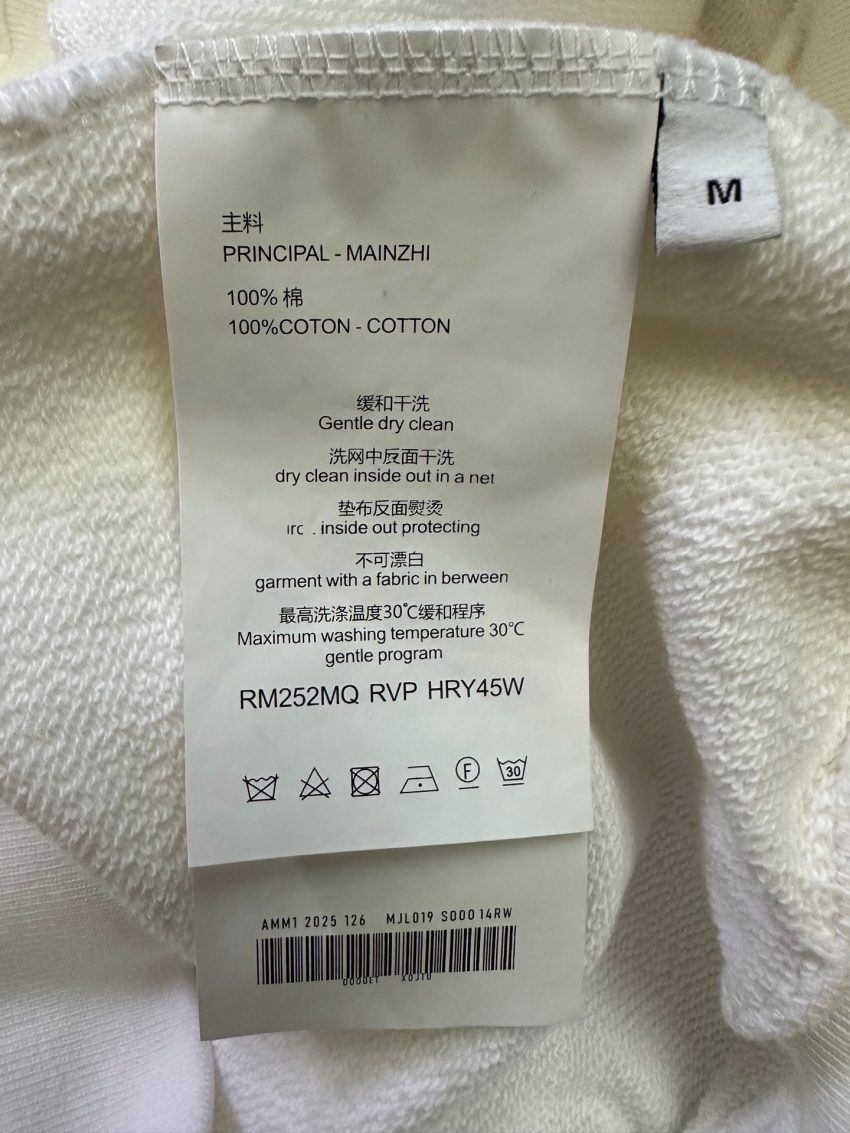 M
主料
PRINCIPAL - MAINZHI
100% 棉
100%COTON - COTTON
缓和干洗
Gentle dry clean
洗网中反面干洗
dry clean inside out in a net
垫布反面熨烫
. inside out protecting
不可漂白
garment with a fabric in berween
最高洗涤温度30℃缓和程序
Maximum washing temperature 30℃
gentle program
RM252MQ RVP HRY45W
F 30
AMM1 2025 126 MJL019 S000 14RW